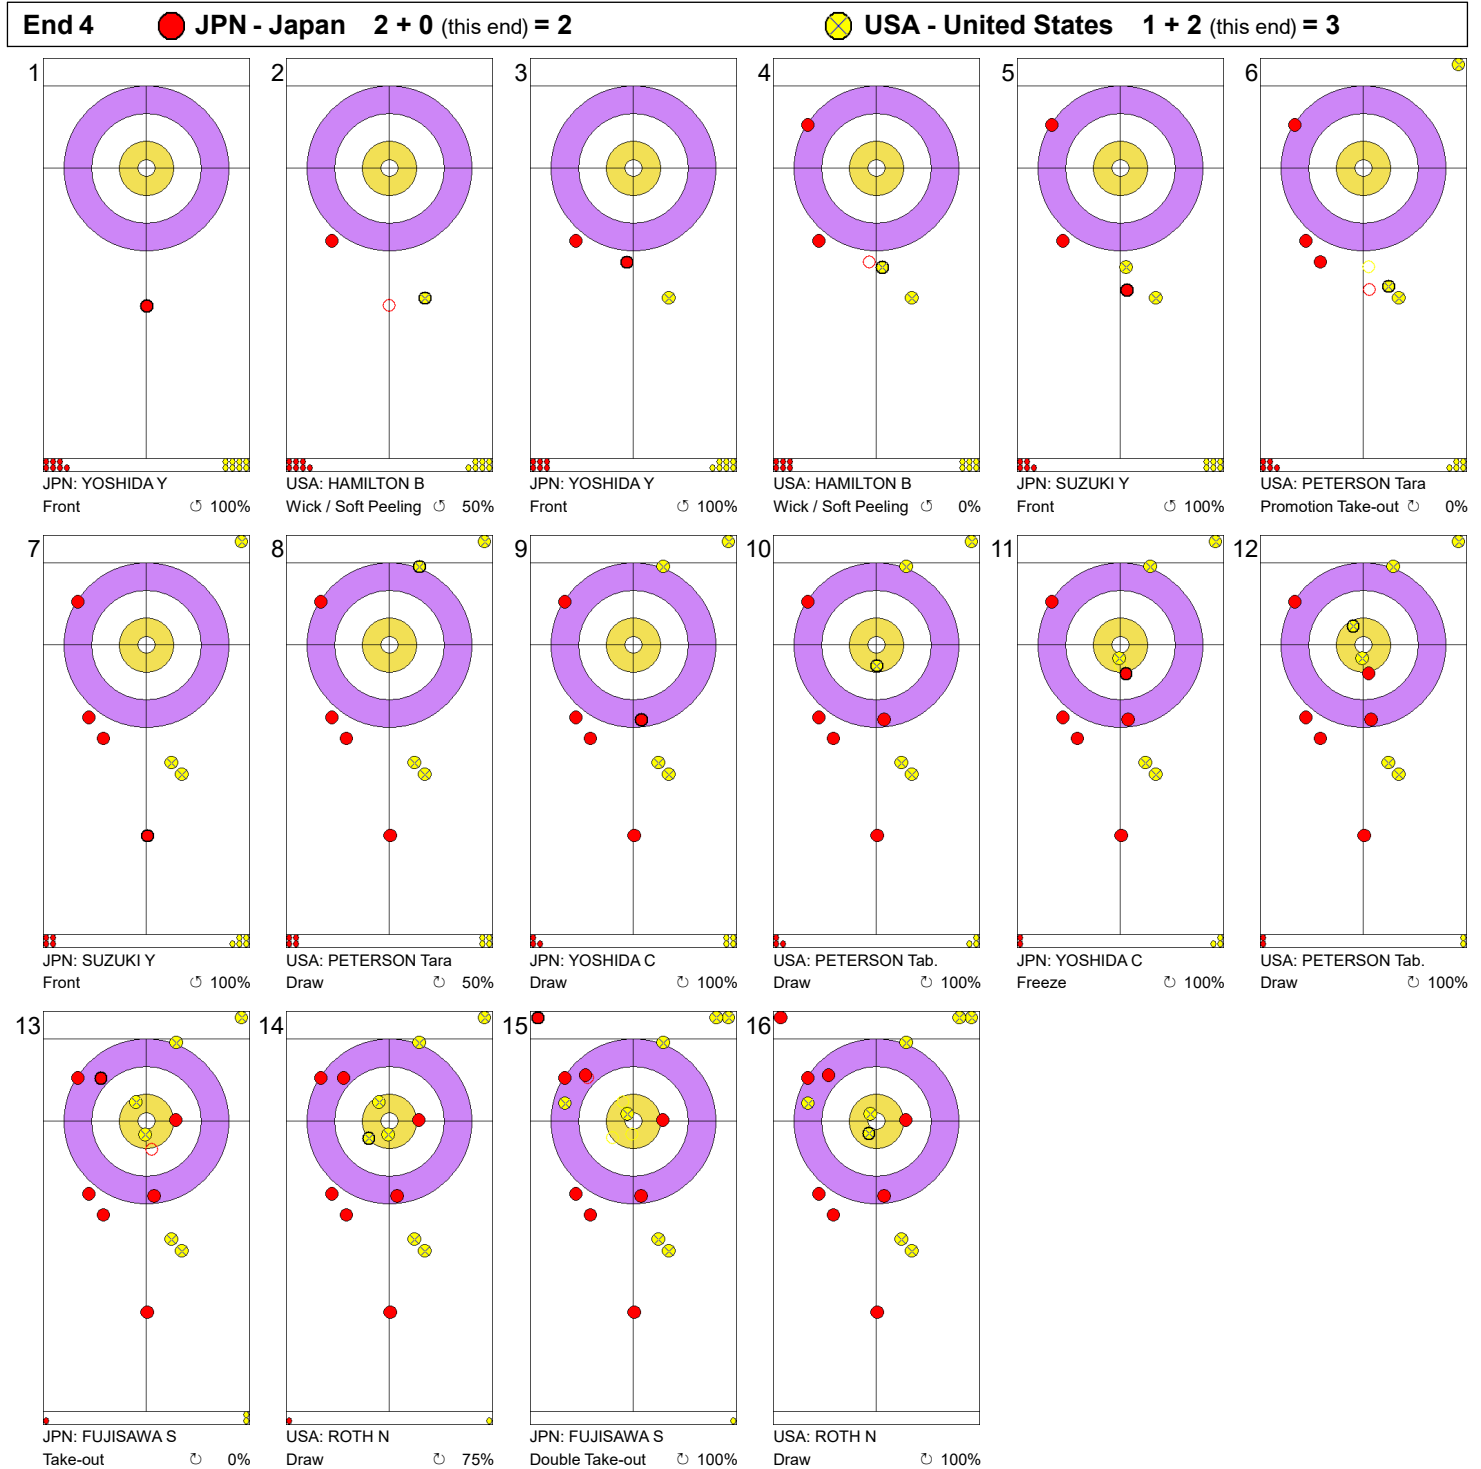 End 4 JPN - Japan 2 + 0 (this end) = 2 USA - United States 1 + 2 (this end) = 3
1 2 3 4 5 6
JPN: YOSHIDA Y USA: HAMILTON B JPN: YOSHIDA Y USA: HAMILTON B JPN: SUZUKI Y USA: PETERSON Tara
Front ↺ 100% Wick / Soft Peeling ↺ 50% Front ↺ 100% Wick / Soft Peeling ↺ 0% Front ↺ 100% Promotion Take-out ↻ 0%
7 8 9 10 11 12
JPN: SUZUKI Y USA: PETERSON Tara JPN: YOSHIDA C USA: PETERSON Tab. JPN: YOSHIDA C USA: PETERSON Tab.
Front ↺ 100% Draw ↻ 50% Draw ↻ 100% Draw ↻ 100% Freeze ↻ 100% Draw ↻ 100%
13 14 15 16
JPN: FUJISAWA S USA: ROTH N JPN: FUJISAWA S USA: ROTH N
Take-out ↻ 0% Draw ↻ 75% Double Take-out ↻ 100% Draw ↻ 100%